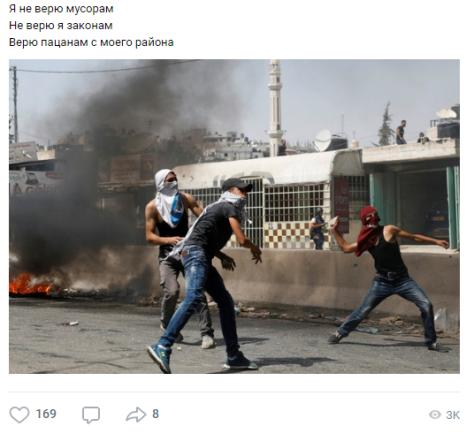 Я не верю мусорам
Не верю я законам
Верю пацанам с моего района
169 8 3K